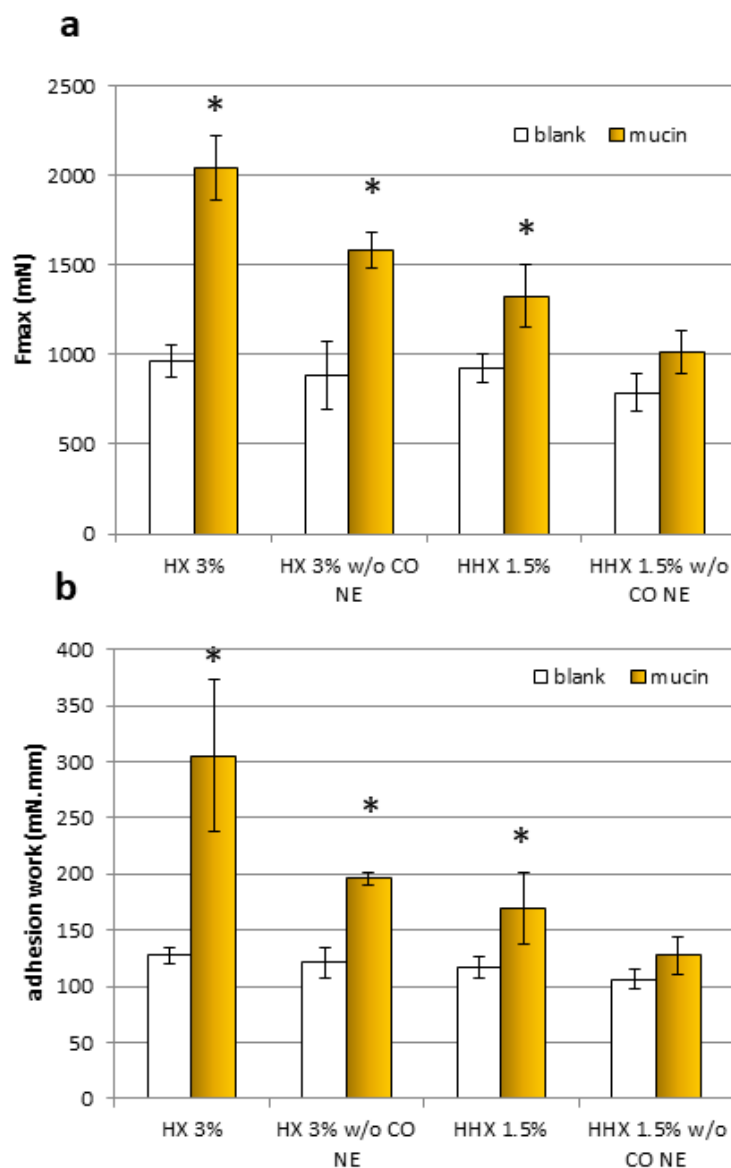 a
2500
2000
1500
1000
500
0
Fmax (mN)
blank mucin
*
*
*
HX 3% HX 3% w/o CO HHX 1.5% HHX 1.5% w/o
NE CO NE
b
400
350
300
250
200
150
100
50
0
adhesion work (mN.mm)
blank mucin
*
*
*
HX 3% HX 3% w/o CO HHX 1.5% HHX 1.5% w/o
NE CO NE